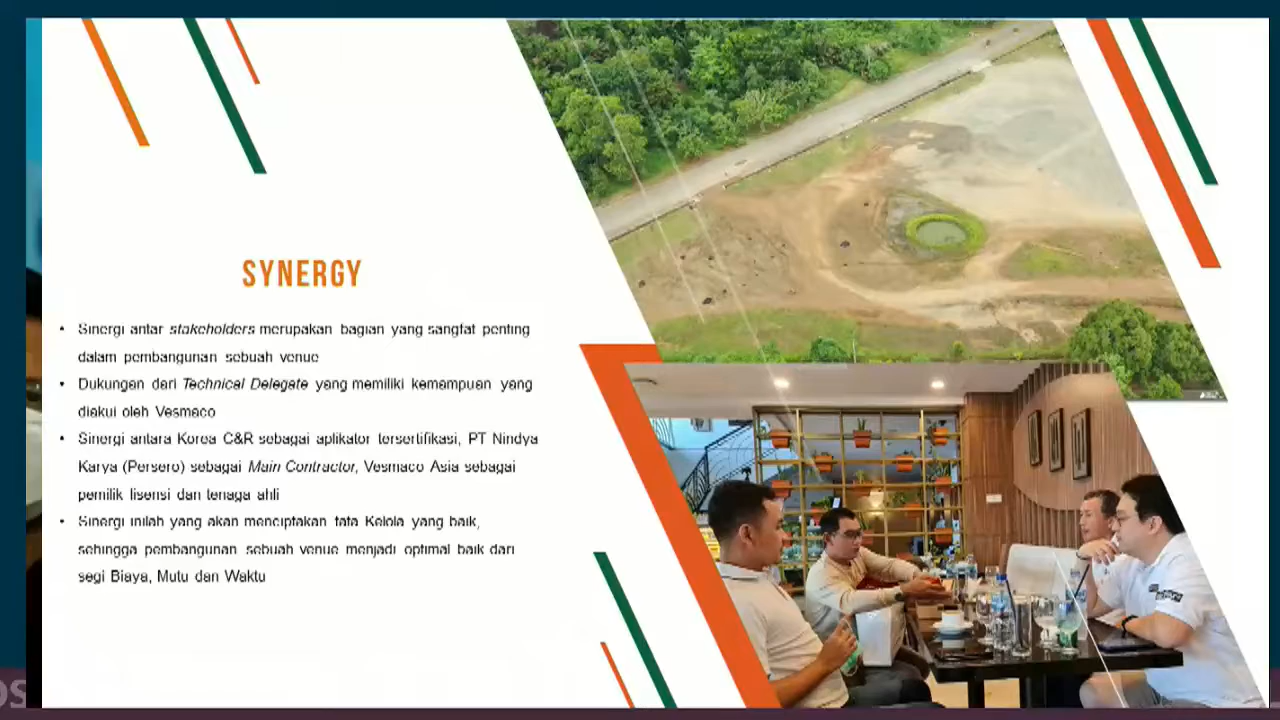 SYNERGY
• Sinergi antar stakeholders merupakan bagian yang sangtat penting
dalam pembangunan sebuah venue
• Dukungan dari Technical Delegate yang memiliki kemampuan yang
diakui oleh Vesmaco
• Sinergi antara Korea C&R sebagai aplikator tersertifikasi, PT Nindya
Karya (Persero) sebagai Main Contractor, Vesmaco Asia sebagai
pemilik lisensi dan tenaga ahli
• Sinergi inilah yang akan menciptakan tata Kelola yang baik,
sehingga pembangunan sebuah venue menjadi optimal baik dari
segi Biaya, Mutu dan Waktu